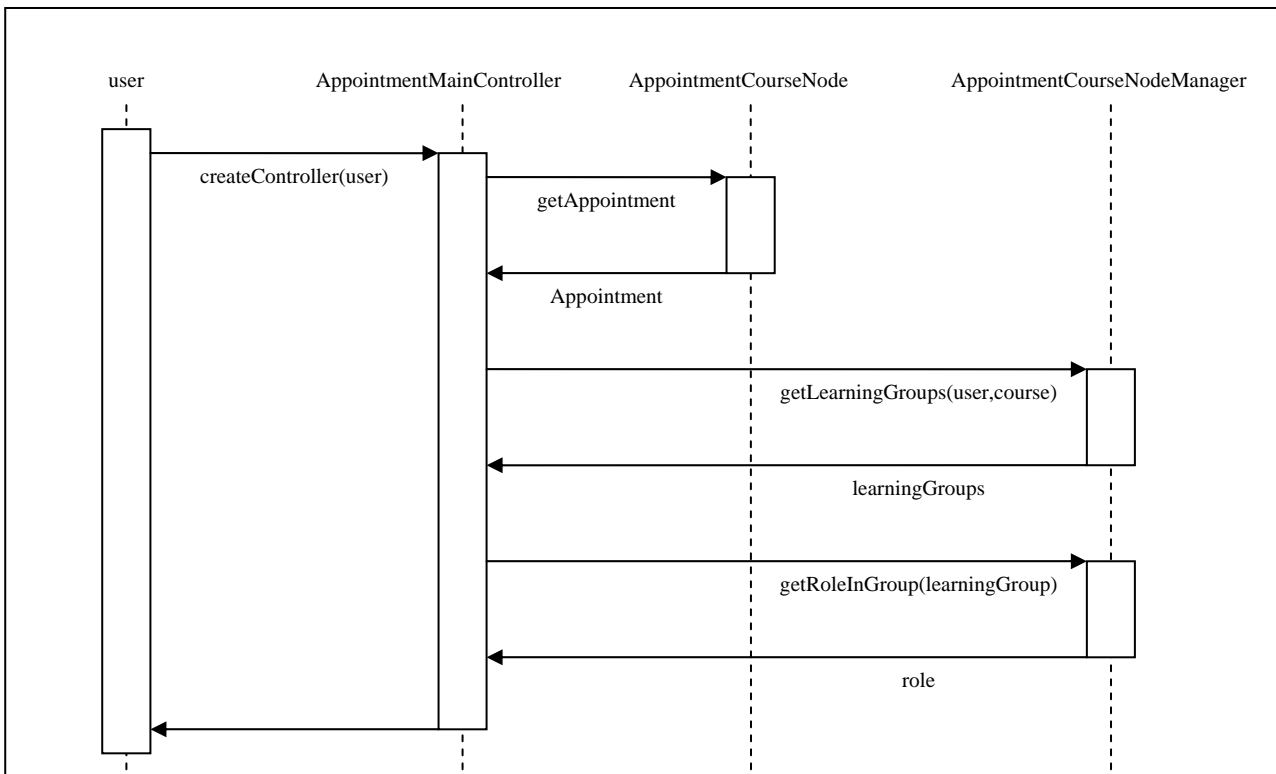 user
AppointmentMainController
AppointmentCourseNode
AppointmentCourseNodeManager
createController(user)
getAppointment
Appointment
getLearningGroups(user,course)
learningGroups
getRoleInGroup(learningGroup)
role